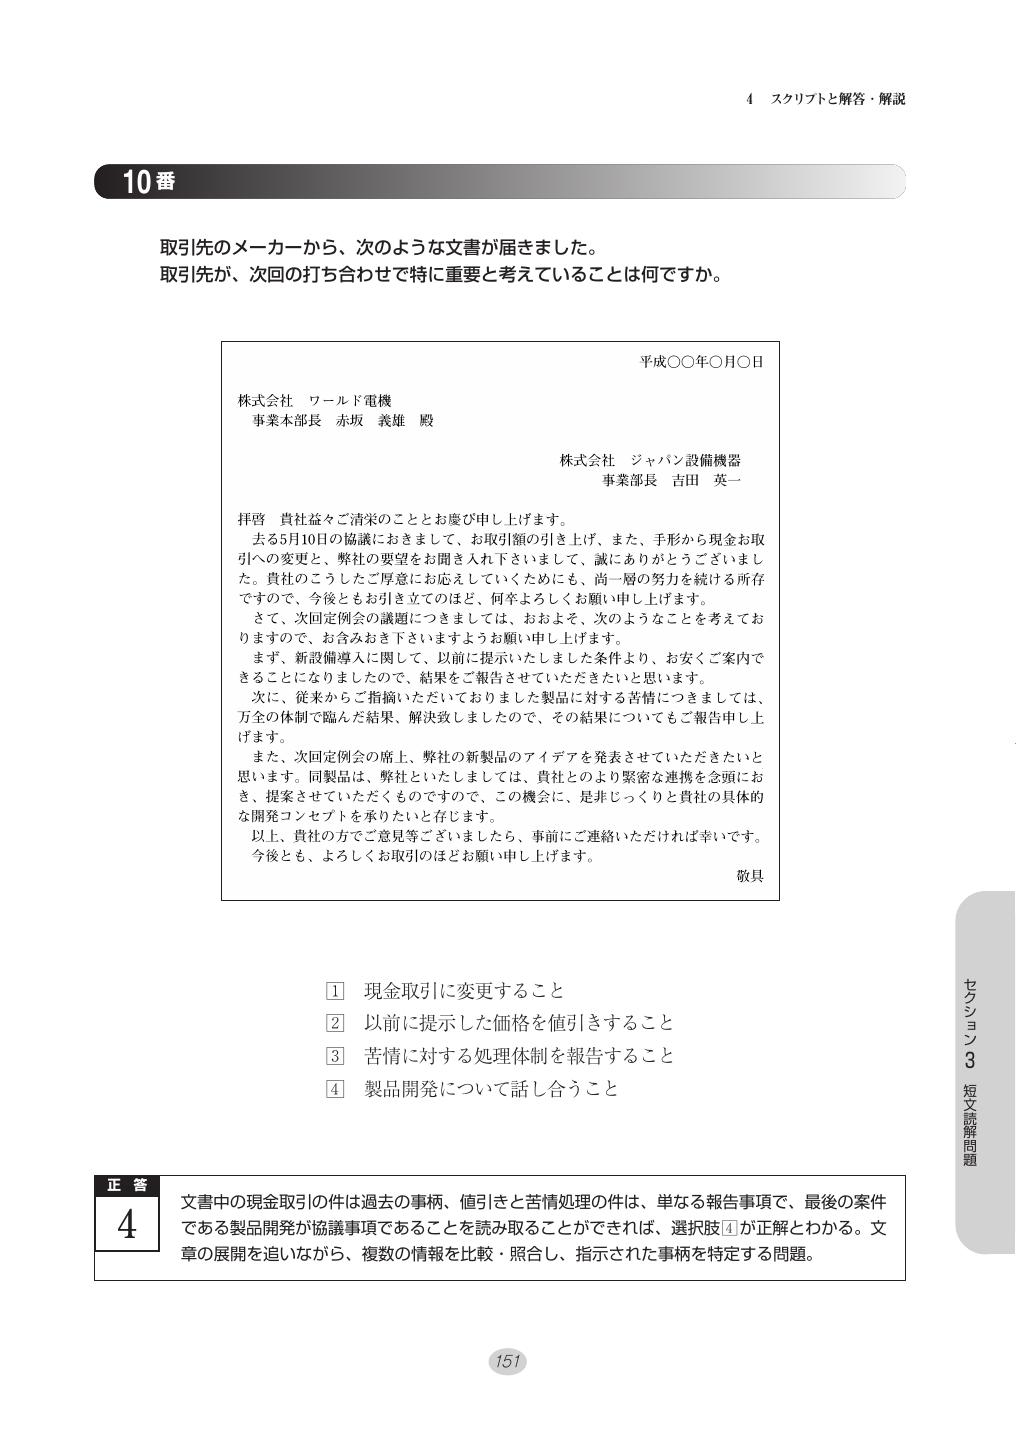 4　スクリプトと解答・解説
10番
取引先のメーカーから、次のような文書が届きました。
取引先が、次回の打ち合わせで特に重要と考えていることは何ですか。
平成〇〇年〇月〇日
株式会社　ワールド電機
事業本部長　赤坂　義雄　殿
株式会社　ジャパン設備機器
事業部長　吉田　英一
拝啓　貴社益々ご清栄のこととお慶び申し上げます。
去る5月10日の協議におきまして、お取引額の引き上げ、また、手形から現金お取
引への変更と、弊社の要望をお聞き入れ下さいまして、誠にありがとうございまし
た。貴社のこうしたご厚意にお応えしていくためにも、尚一層の努力を続ける所存
ですので、今後ともお引き立てのほど、何卒よろしくお願い申し上げます。
さて、次回定例会の議題につきましては、おおよそ、次のようなことを考えてお
りますので、お含みおき下さいますようお願い申し上げます。
まず、新設備導入に関して、以前に提示いたしました条件より、お安くご案内で
きることになりましたので、結果をご報告させていただきたいと思います。
次に、従来からご指摘いただいておりました製品に対する苦情につきましては、
万全の体制で臨んだ結果、解決致しましたので、その結果についてもご報告申し上
げます。
また、次回定例会の席上、弊社の新製品のアイデアを発表させていただきたいと
思います。同製品は、弊社といたしましては、貴社とのより緊密な連携を念頭にお
き、提案させていただくものですので、この機会に、是非じっくりと貴社の具体的
な開発コンセプトを承りたいと存じます。
以上、貴社の方でご意見等ございましたら、事前にご連絡いただければ幸いです。
今後とも、よろしくお取引のほどお願い申し上げます。
敬具
1　現金取引に変更すること
2　以前に提示した価格を値引きすること
3　苦情に対する処理体制を報告すること
4　製品開発について話し合うこと
セクション3　短文読解問題
正答
4
文書中の現金取引の件は過去の事柄、値引きと苦情処理の件は、単なる報告事項で、最後の案件
である製品開発が協議事項であることを読み取ることができれば、選択肢4が正解とわかる。文
章の展開を追いながら、複数の情報を比較・照合し、指示された事柄を特定する問題。
151